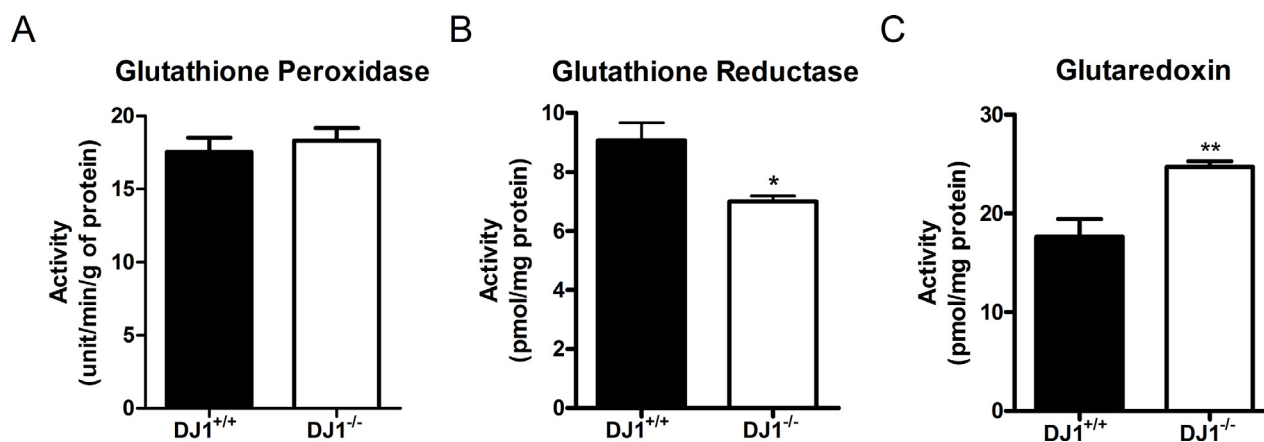 A
Glutathione Peroxidase
Activity
(unit/min/g of protein)
20
15
10
5
0
DJ1+/+
DJ1-/-
B
Glutathione Reductase
Activity
(pmol/mg protein)
10
8
6
4
2
0
*
DJ1+/+
DJ1-/-
C
Glutaredoxin
Activity
(pmol/mg protein)
30
20
10
0
**
DJ1+/+
DJ1-/-